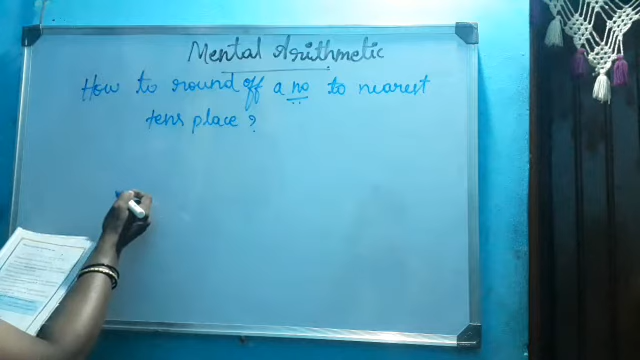 Mental Arithmetic
How to round off a no to nearest
tens place ?